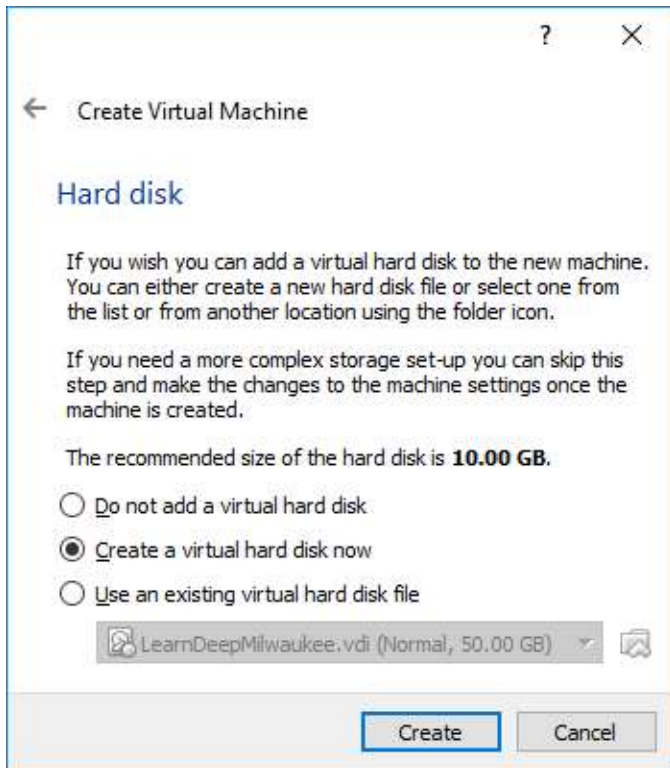 ?
Create Virtual Machine
Hard disk
If you wish you can add a virtual hard disk to the new machine.
You can either create a new hard disk file or select one from
the list or from another location using the folder icon.
If you need a more complex storage set-up you can skip this
step and make the changes to the machine settings once the
machine is created.
The recommended size of the hard disk is 10.00 GB.
Do not add a virtual hard disk
Create a virtual hard disk now
Use an existing virtual hard disk file
LearnDeepMilwaukee.vdi (Normal, 50.00 GB)
Create Cancel